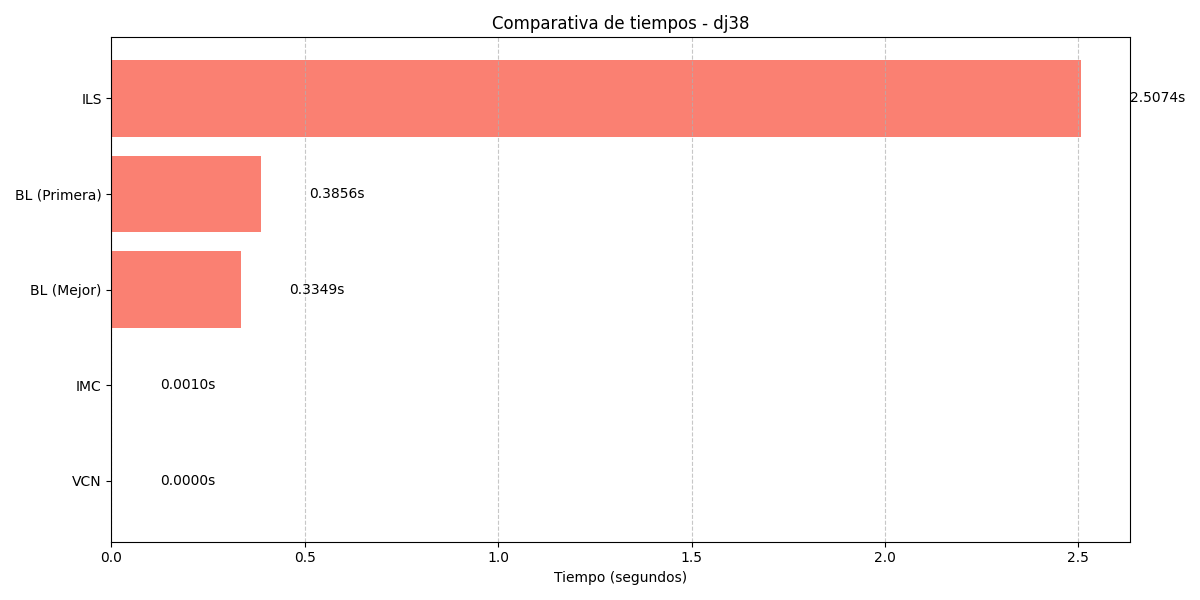 Comparativa de tiempos - dj38
ILS
2.5074s
BL (Primera)
0.3856s
BL (Mejor)
0.3349s
IMC
0.0010s
VCN
0.0000s
0.0 0.5 1.0 1.5 2.0 2.5
Tiempo (segundos)